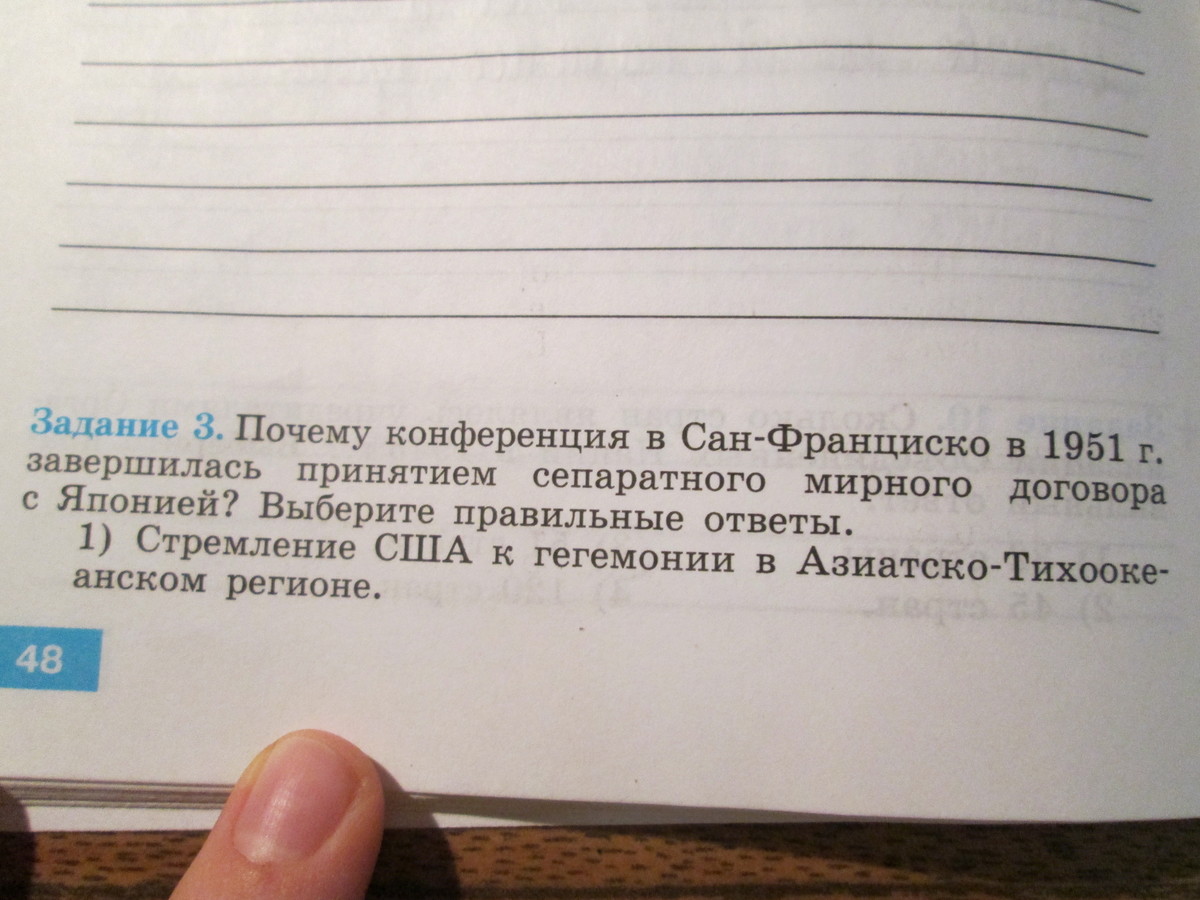 Задание 3. Почему конференция в Сан-Франциско в 1951 г.
завершилась принятием сепаратного мирного договора
с Японией? Выберите правильные ответы.
1) Стремление США к гегемонии в Азиатско-Тихооке-
анском регионе.
48